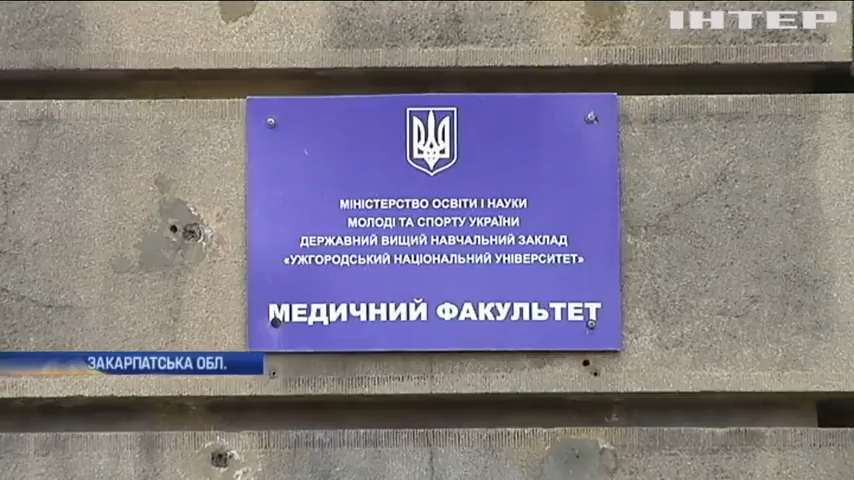 ІНТЕР
МІНІСТЕРСТВО ОСВІТИ І НАУКИ
МОЛОДІ ТА СПОРТУ УКРАЇНИ
ДЕРЖАВНИЙ ВИЩИЙ НАВЧАЛЬНИЙ ЗАКЛАД
«УЖГОРОДСЬКИЙ НАЦІОНАЛЬНИЙ УНІВЕРСИТЕТ»
МЕДИЧНИЙ ФАКУЛЬТЕТ
ЗАКАРПАТСЬКА ОБЛ.